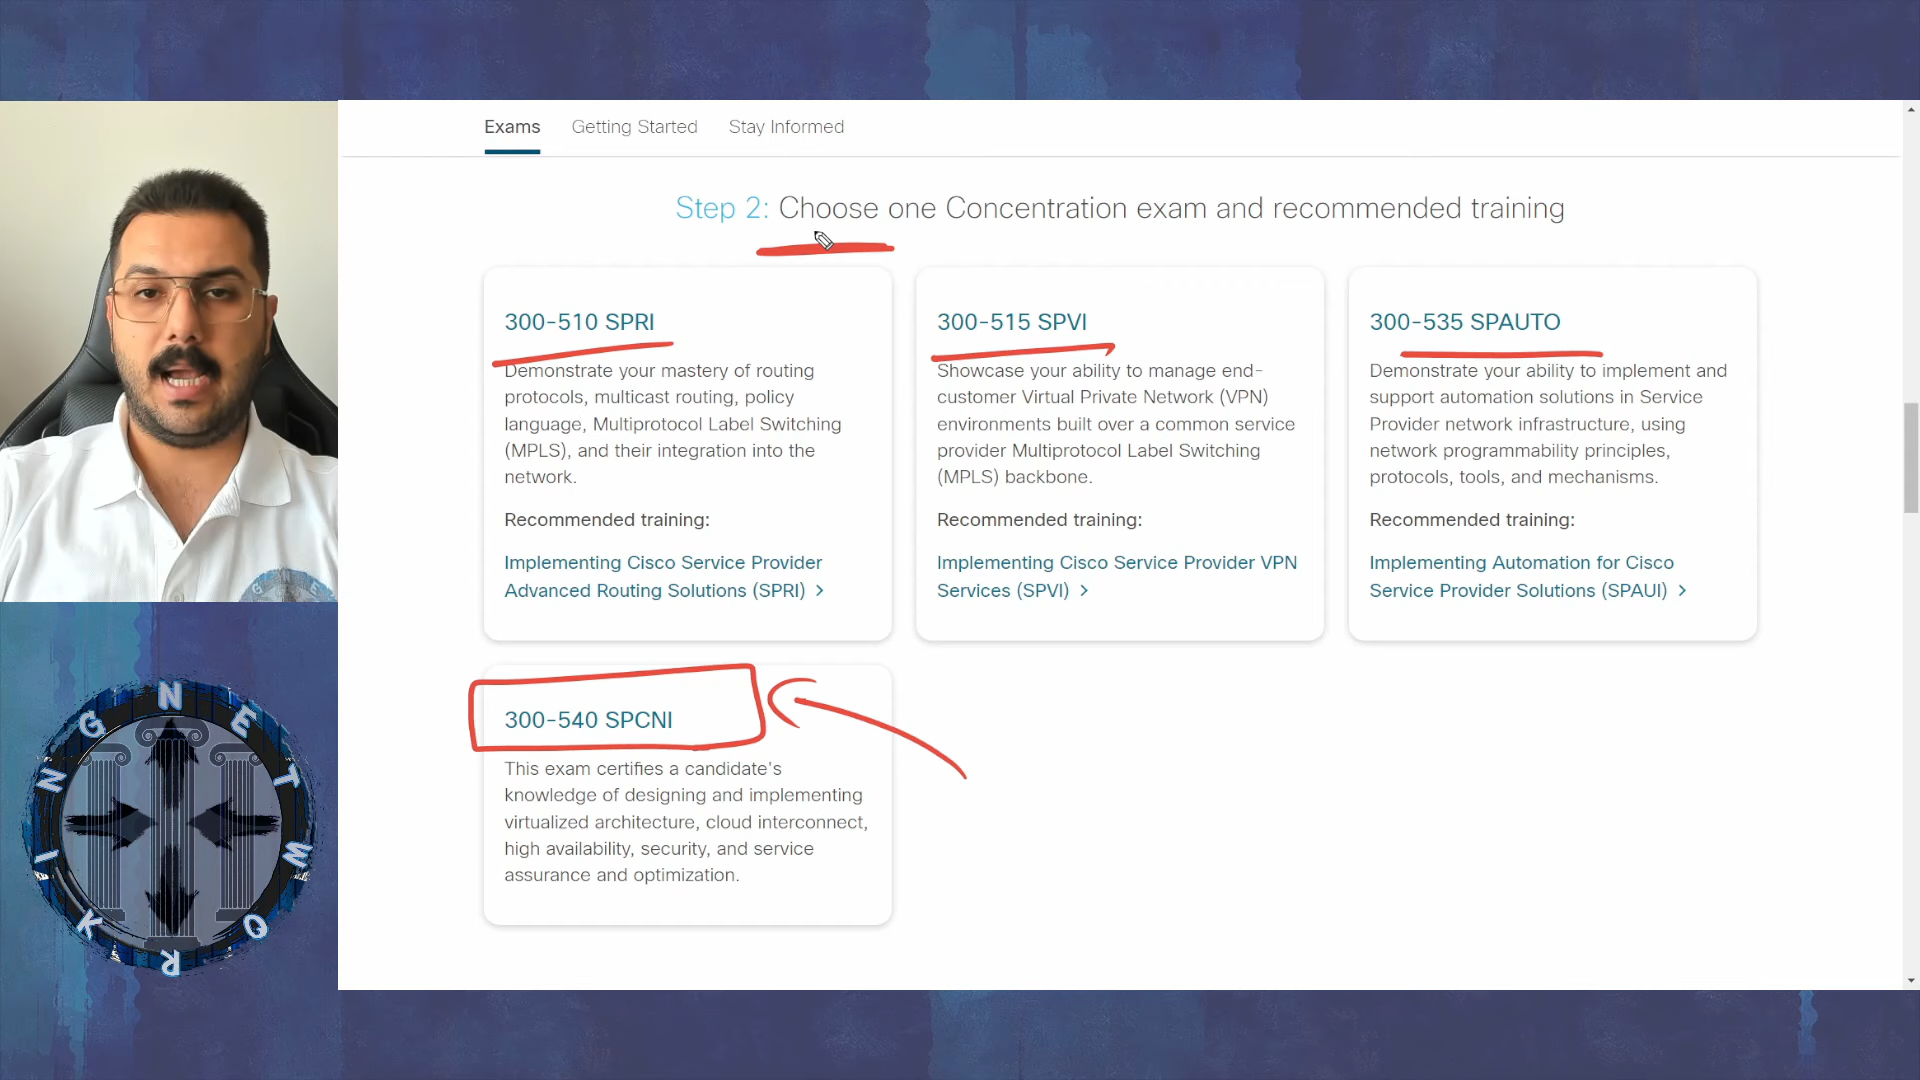 Exams Getting Started Stay Informed
Step 2: Choose one Concentration exam and recommended training
300-510 SPRI
Demonstrate your mastery of routing
protocols, multicast routing, policy
language, Multiprotocol Label Switching
(MPLS), and their integration into the
network.
Recommended training:
Implementing Cisco Service Provider
Advanced Routing Solutions (SPRI) >
300-515 SPVI
Showcase your ability to manage end-
customer Virtual Private Network (VPN)
environments built over a common service
provider Multiprotocol Label Switching
(MPLS) backbone.
Recommended training:
Implementing Cisco Service Provider VPN
Services (SPVI) >
300-535 SPAUTO
Demonstrate your ability to implement and
support automation solutions in Service
Provider network infrastructure, using
network programmability principles,
protocols, tools, and mechanisms.
Recommended training:
Implementing Automation for Cisco
Service Provider Solutions (SPAUI) >
300-540 SPCNI
This exam certifies a candidate's
knowledge of designing and implementing
virtualized architecture, cloud interconnect,
high availability, security, and service
assurance and optimization.
NETWORKING